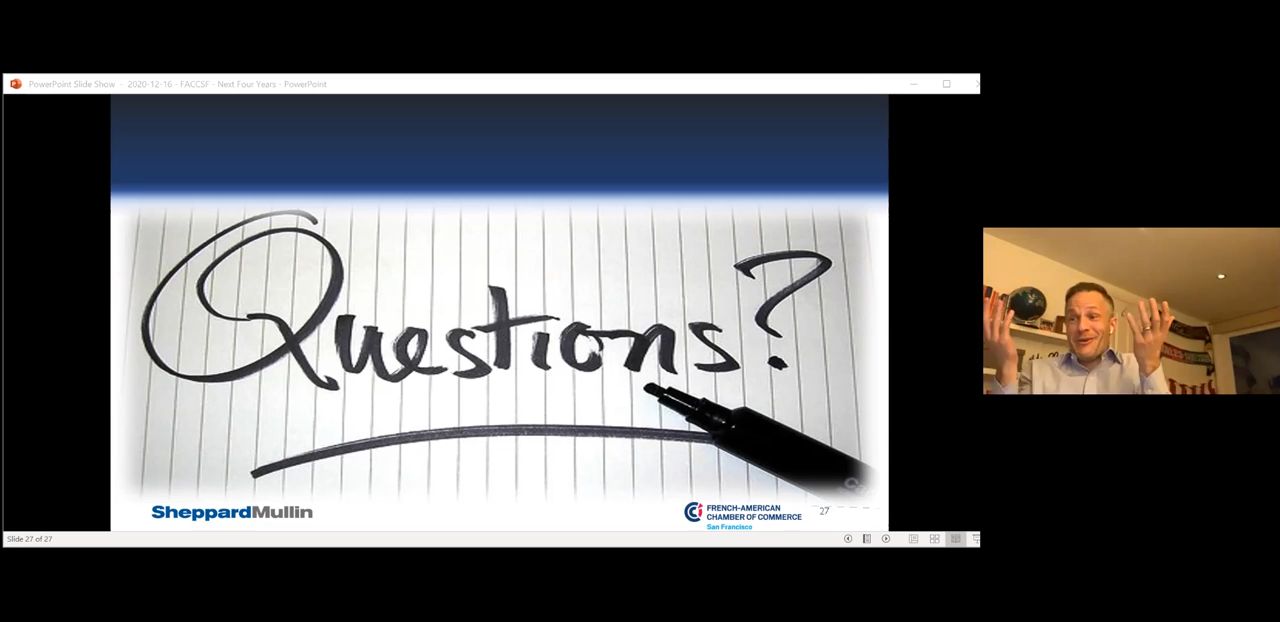 PowerPoint Slide Show - 2020-12-16 - FACCSF - Next Four Years - PowerPoint
Questions?
SheppardMullin
FRENCH-AMERICAN
CHAMBER OF COMMERCE
San Francisco
27
Slide 27 of 27